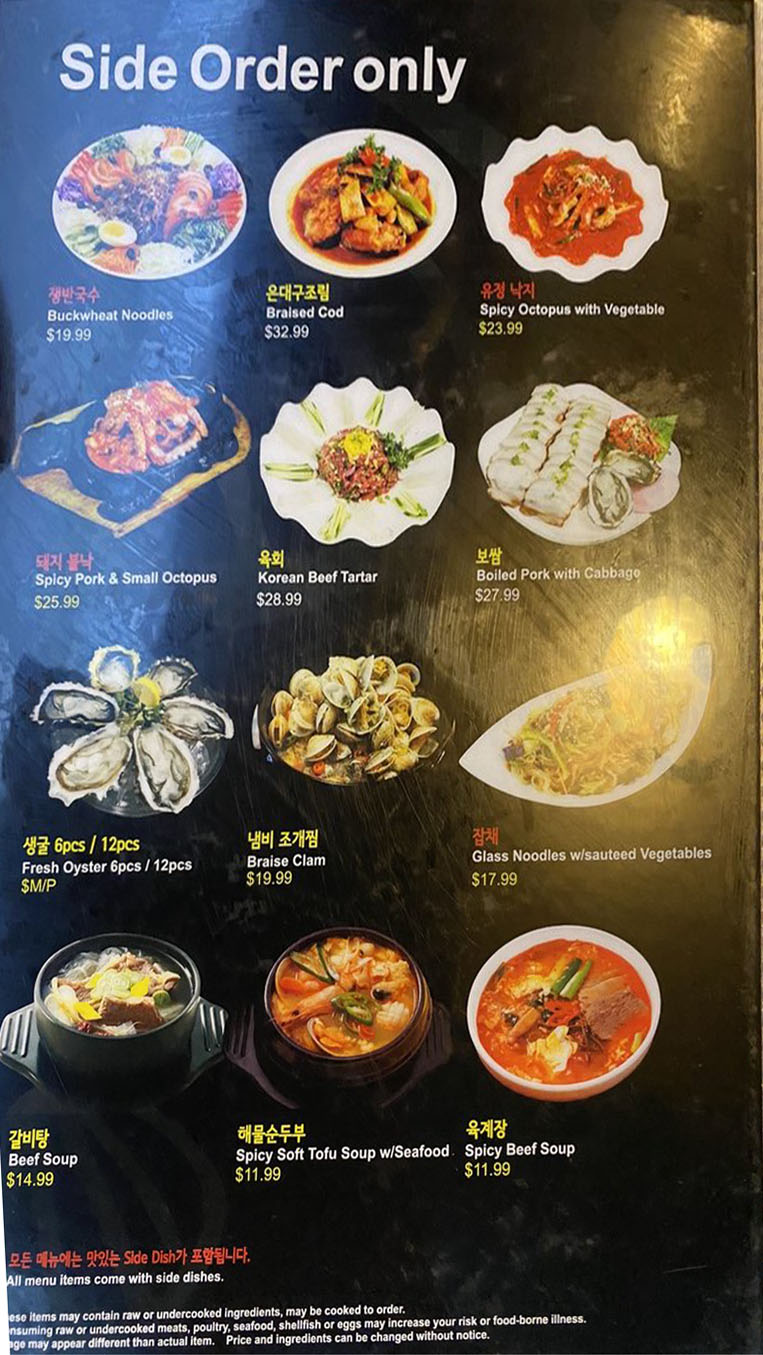 Side Order only
쟁반국수
Buckwheat Noodles
$19.99
은대구조림
Braised Cod
$32.99
유정 낙지
Spicy Octopus with Vegetable
$23.99
돼지 불낙
Spicy Pork & Small Octopus
$25.99
육회
Korean Beef Tartar
$28.99
보쌈
Boiled Pork with Cabbage
$27.99
생굴 6pcs / 12pcs
Fresh Oyster 6pcs / 12pcs
$M/P
냄비 조개찜
Braise Clam
$19.99
잡채
Glass Noodles w/sauteed Vegetables
$17.99
갈비탕
Beef Soup
$14.99
해물순두부
Spicy Soft Tofu Soup w/Seafood
$11.99
육계장
Spicy Beef Soup
$11.99
모든 메뉴에는 맛있는 Side Dish가 포함됩니다.
All menu items come with side dishes.
ese items may contain raw or undercooked ingredients, may be cooked to order.
nsuming raw or undercooked meats, poultry, seafood, shellfish or eggs may increase your risk or food-borne illness.
age may appear different than actual item. Price and ingredients can be changed without notice.